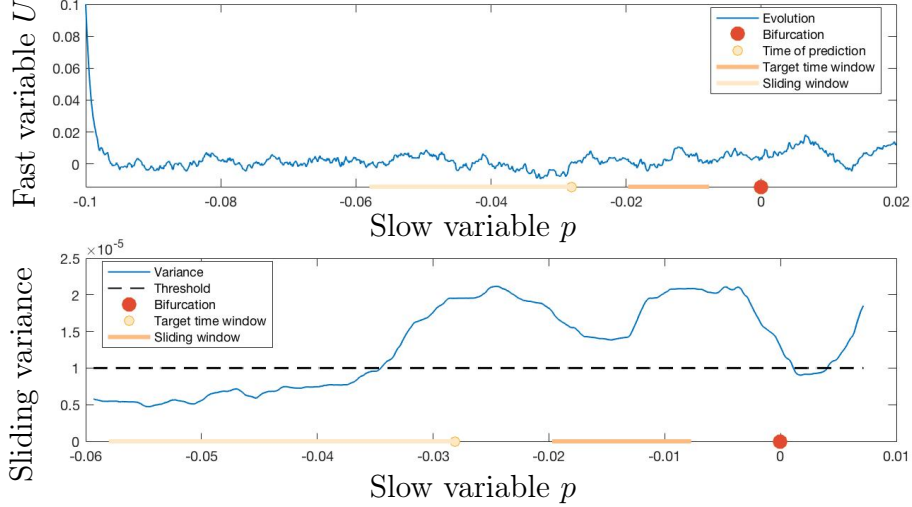 Fast variable U
0.1
0.08
0.06
0.04
0.02
0
Evolution
Bifurcation
Time of prediction
Target time window
Sliding window
-0.1
-0.08
-0.06
-0.04
-0.02
0
0.02
Slow variable p
Sliding variance
×10⁻⁵
2.5
2
1.5
1
0.5
0
Variance
Threshold
Bifurcation
Target time window
Sliding window
-0.06
-0.05
-0.04
-0.03
-0.02
-0.01
0
0.01
Slow variable p